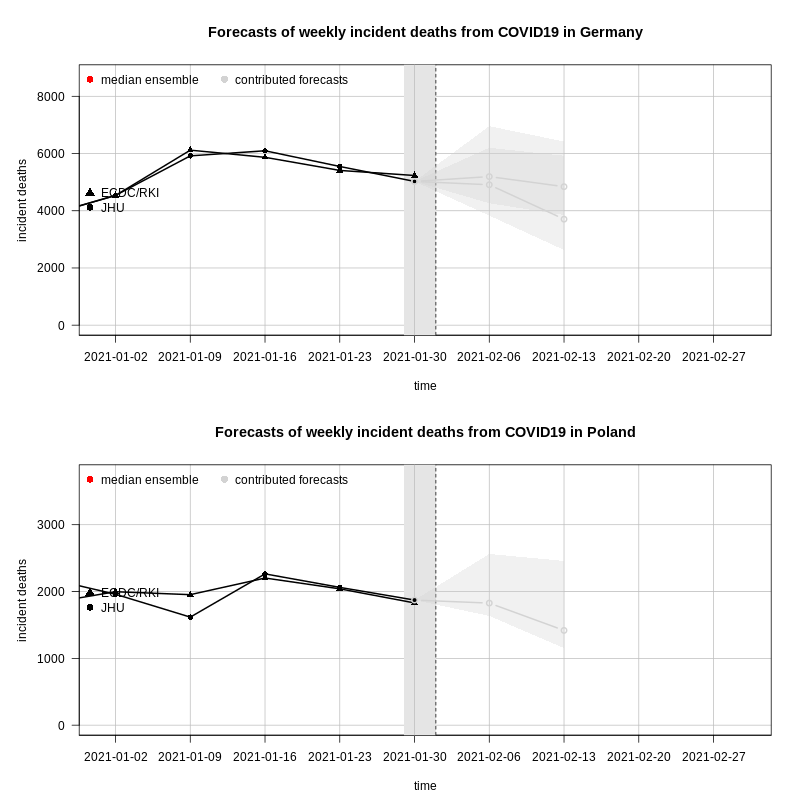 Forecasts of weekly incident deaths from COVID19 in Germany
median ensemble contributed forecasts
8000
6000
4000
2000
0
incident deaths
ECDC/RKI
JHU
2021-01-02 2021-01-09 2021-01-16 2021-01-23 2021-01-30 2021-02-06 2021-02-13 2021-02-20 2021-02-27
time
Forecasts of weekly incident deaths from COVID19 in Poland
median ensemble contributed forecasts
3000
2000
1000
0
incident deaths
ECDC/RKI
JHU
2021-01-02 2021-01-09 2021-01-16 2021-01-23 2021-01-30 2021-02-06 2021-02-13 2021-02-20 2021-02-27
time